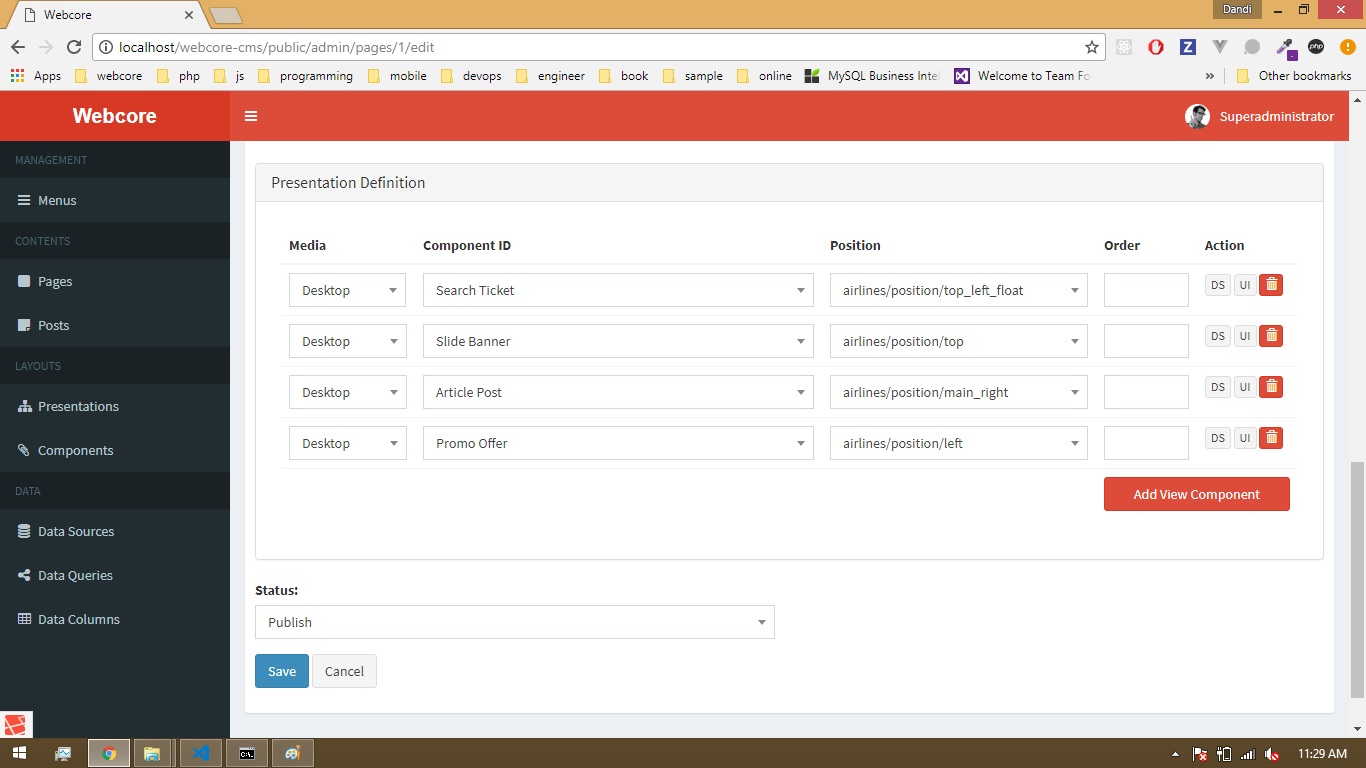 Webcore
Dandi
localhost/webcore-cms/public/admin/pages/1/edit
Apps webcore php js programming mobile devops engineer book sample online MySQL Business Intel Welcome to Team Fo » Other bookmarks
Webcore Superadministrator
MANAGEMENT
Menus
CONTENTS
Pages
Posts
LAYOUTS
Presentations
Components
DATA
Data Sources
Data Queries
Data Columns
Presentation Definition
Media Component ID Position Order Action
Desktop Search Ticket airlines/position/top_left_float DS UI
Desktop Slide Banner airlines/position/top DS UI
Desktop Article Post airlines/position/main_right DS UI
Desktop Promo Offer airlines/position/left DS UI
Add View Component
Status:
Publish
Save Cancel
11:29 AM